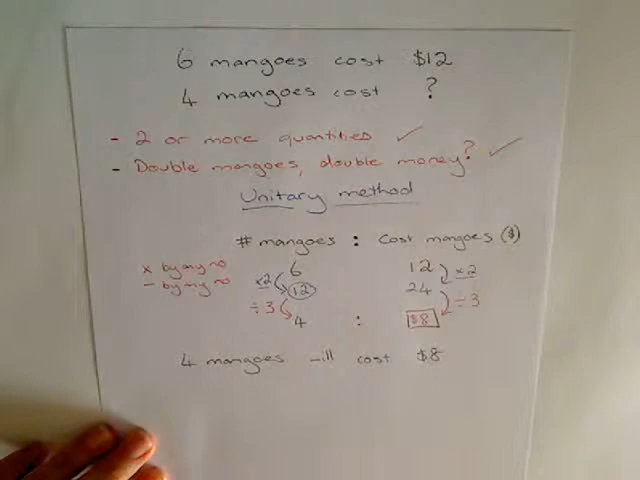 6 mangoes cost $12
4 mangoes cost ?
- 2 or more quantities ✓
- Double mangoes, double money? ✓
Unitary method
# mangoes : cost mangoes ($)
x by any no 6 12
÷ by any no x2 12 24 x2
÷3 4 : $8 ÷3
4 mangoes will cost $8